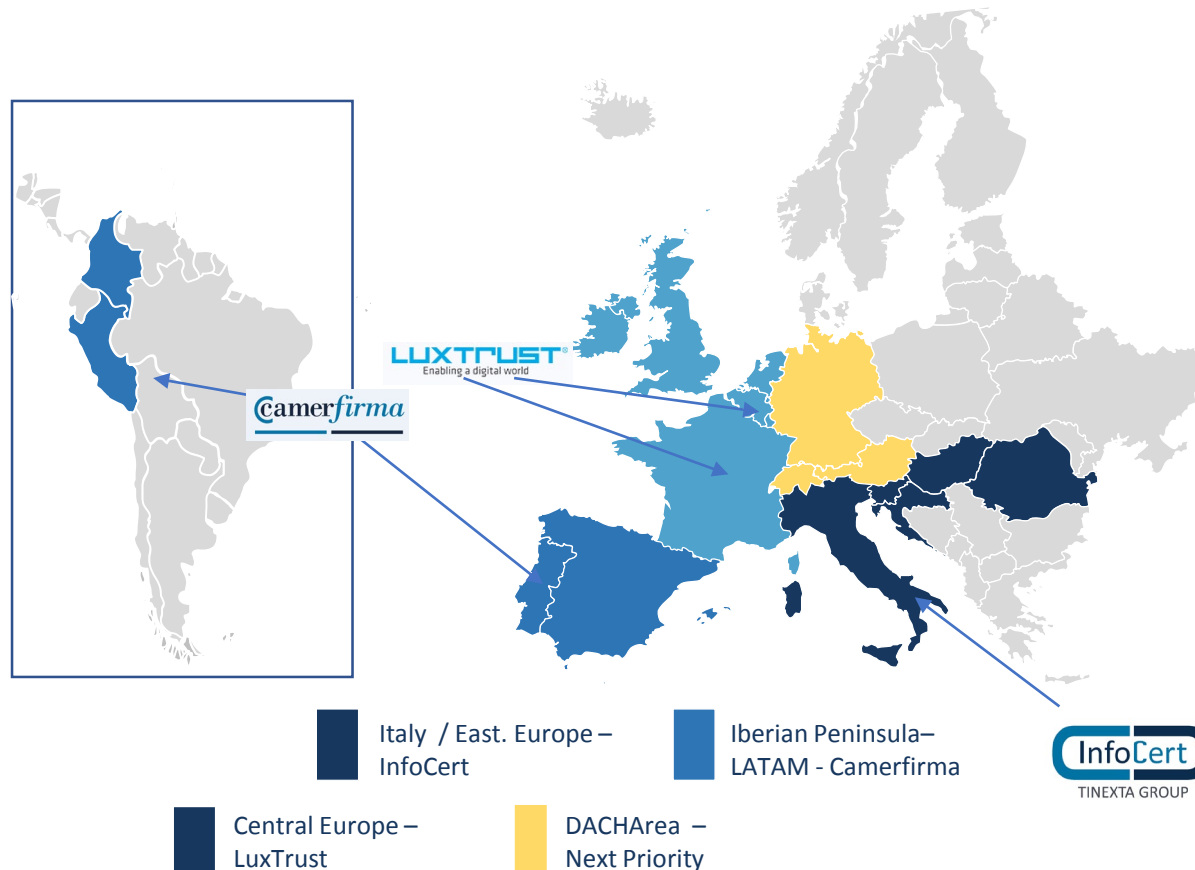 LUXTRUST®
Enabling a digital world
camerfirma
Italy / East. Europe –
InfoCert
Iberian Peninsula–
LATAM - Camerfirma
InfoCert
TINEXTA GROUP
Central Europe –
LuxTrust
DACHArea –
Next Priority